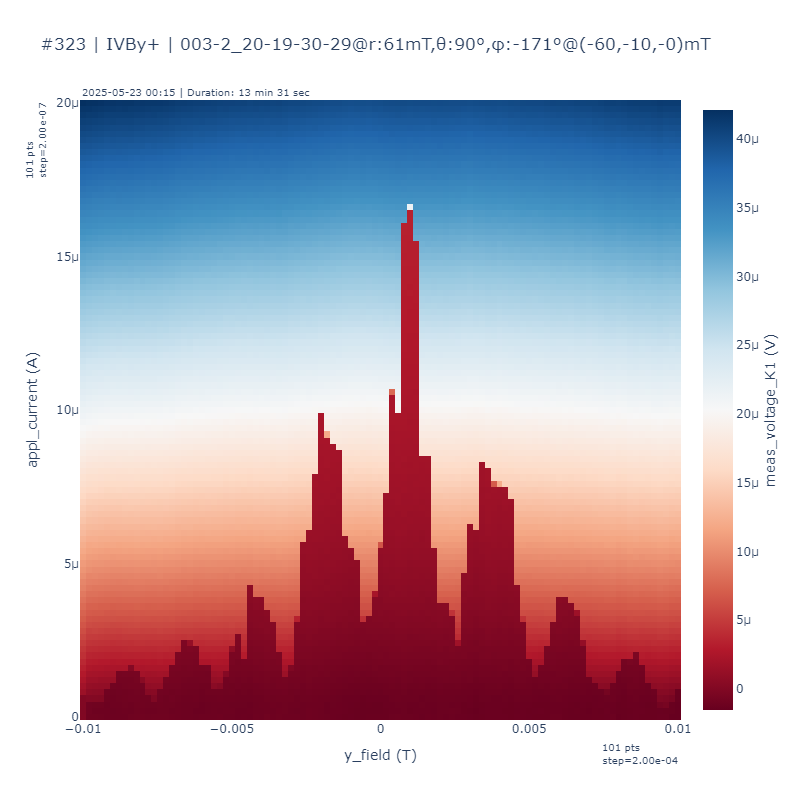 #323 | IVBy+ | 003-2_20-19-30-29@r:61mT,θ:90°,φ:-171°@(-60,-10,-0)mT
2025-05-23 00:15 | Duration: 13 min 31 sec
101 pts
step=2.00e-07
20μ
15μ
10μ
5μ
0
appl_current (A)
−0.01
−0.005
0
0.005
0.01
y_field (T)
101 pts
step=2.00e-04
40μ
35μ
30μ
25μ
20μ
15μ
10μ
5μ
0
meas_voltage_K1 (V)